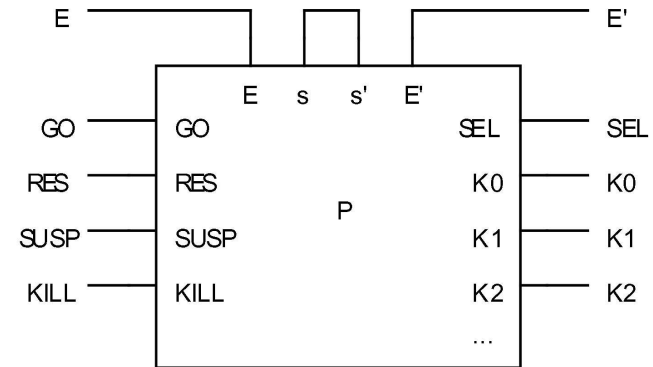 E E'
E s s' E'
GO GO SEL SEL
RES RES K0 K0
P
SUSP SUSP K1 K1
KILL KILL K2 K2
...